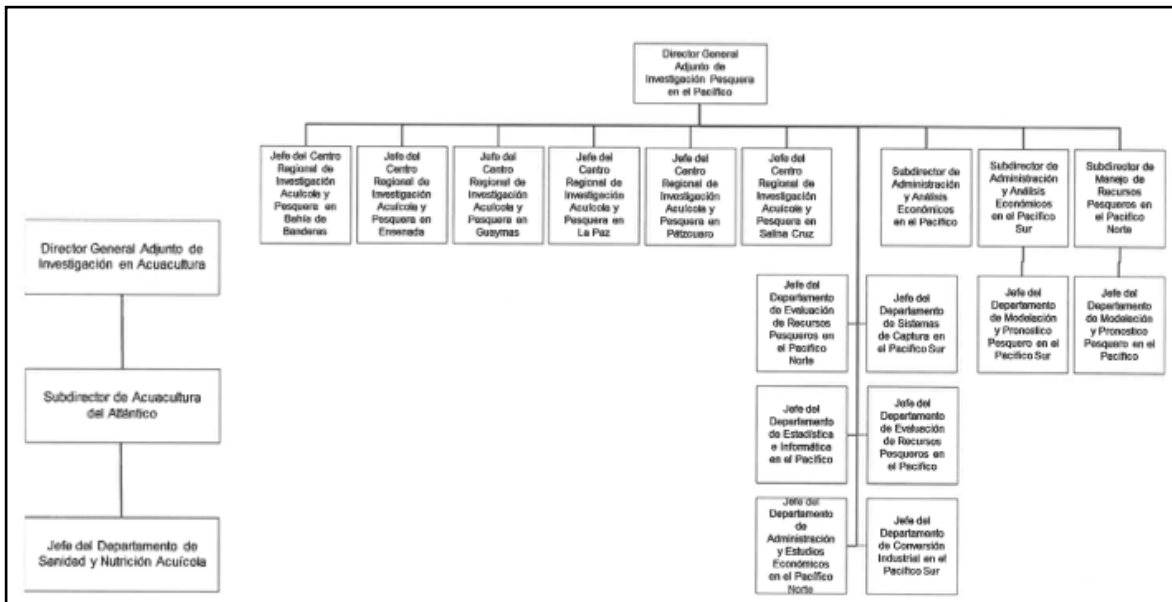 Director General
Adjunto de
Investigación Pesquera
en el Pacífico
Jefe del Centro
Regional de
Investigación
Acuícola y
Pesquera en
Bahía de
Banderas
Jefe del
Centro
Regional de
Investigación
Acuícola y
Pesquera en
Ensenada
Jefe del
Centro
Regional de
Investigación
Acuícola y
Pesquera en
Guaymas
Jefe del
Centro
Regional de
Investigación
Acuícola y
Pesquera en
La Paz
Jefe del
Centro
Regional de
Investigación
Acuícola y
Pesquera en
Pátzcuaro
Jefe del
Centro
Regional de
Investigación
Acuícola y
Pesquera en
Salina Cruz
Subdirector de
Administración
y Análisis
Económicos en
el Pacífico
Subdirector de
Administración
y Análisis
Económicos
en el Pacífico
Sur
Subdirector de
Manejo de
Recursos
Pesqueros en
el Pacífico
Norte
Director General Adjunto de
Investigación en Acuacultura
Subdirector de Acuacultura
del Atlántico
Jefe del Departamento de
Sanidad y Nutrición Acuícola
Jefe del
Departamento
de Evaluación
de Recursos
Pesqueros en
el Pacífico
Norte
Jefe del
Departamento
de Sistemas
de Captura en
el Pacifico Sur
Jefe del
Departamento
de Modelación
y Pronostico
Pesquero en el
Pacífico Sur
Jefe del
Departamento
de Modelación
y Pronostico
Pesquero en el
Pacífico
Jefe del
Departamento
de Estadística
e Informática
en el Pacífico
Jefe del
Departamento
de Evaluación
de Recursos
Pesqueros en
el Pacífico
Jefe del
Departamento
de
Administración
y Estudios
Económicos
en el Pacífico
Norte
Jefe del
Departamento
de Conversión
Industrial en el
Pacífico Sur